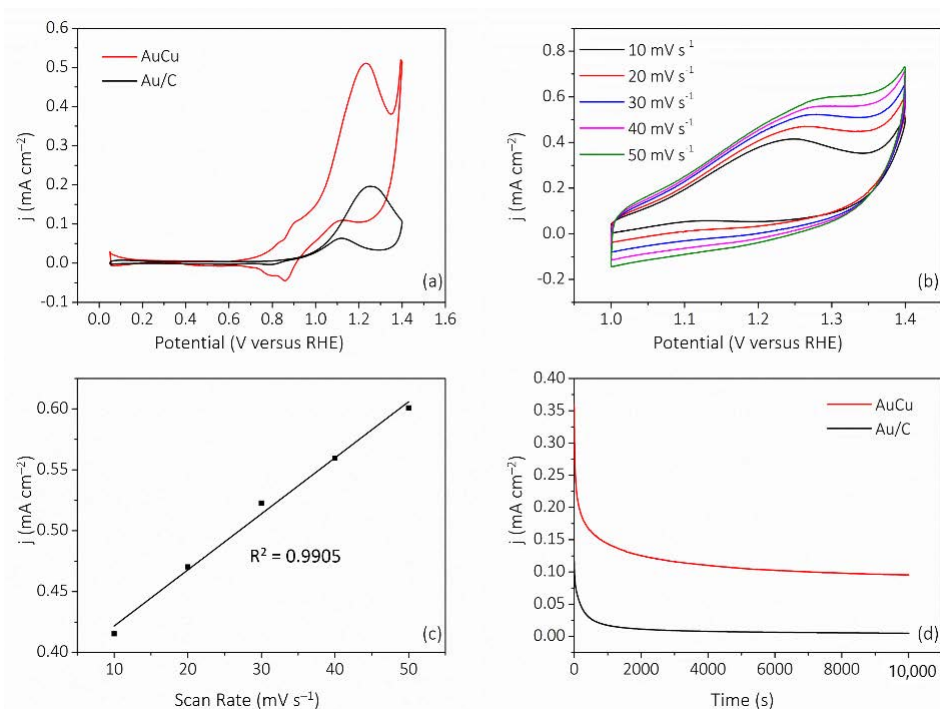 AuCu
Au/C
j (mA cm⁻²)
0.6
0.5
0.4
0.3
0.2
0.1
0.0
-0.1
0.0 0.2 0.4 0.6 0.8 1.0 1.2 1.4 1.6
Potential (V versus RHE)
(a)
10 mV s⁻¹
20 mV s⁻¹
30 mV s⁻¹
40 mV s⁻¹
50 mV s⁻¹
j (mA cm⁻²)
0.8
0.6
0.4
0.2
0.0
-0.2
1.0 1.1 1.2 1.3 1.4
Potential (V versus RHE)
(b)
j (mA cm⁻²)
0.60
0.55
0.50
0.45
0.40
R² = 0.9905
10 20 30 40 50
Scan Rate (mV s⁻¹)
(c)
AuCu
Au/C
j (mA cm⁻²)
0.40
0.35
0.30
0.25
0.20
0.15
0.10
0.05
0.00
0 2000 4000 6000 8000 10,000
Time (s)
(d)